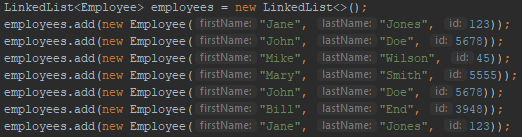 LinkedList<Employee> employees = new LinkedList<>();
employees.add(new Employee( firstName: "Jane", lastName: "Jones", id: 123));
employees.add(new Employee( firstName: "John", lastName: "Doe", id: 5678));
employees.add(new Employee( firstName: "Mike", lastName: "Wilson", id: 45));
employees.add(new Employee( firstName: "Mary", lastName: "Smith", id: 5555));
employees.add(new Employee( firstName: "John", lastName: "Doe", id: 5678));
employees.add(new Employee( firstName: "Bill", lastName: "End", id: 3948));
employees.add(new Employee( firstName: "Jane", lastName: "Jones", id: 123));